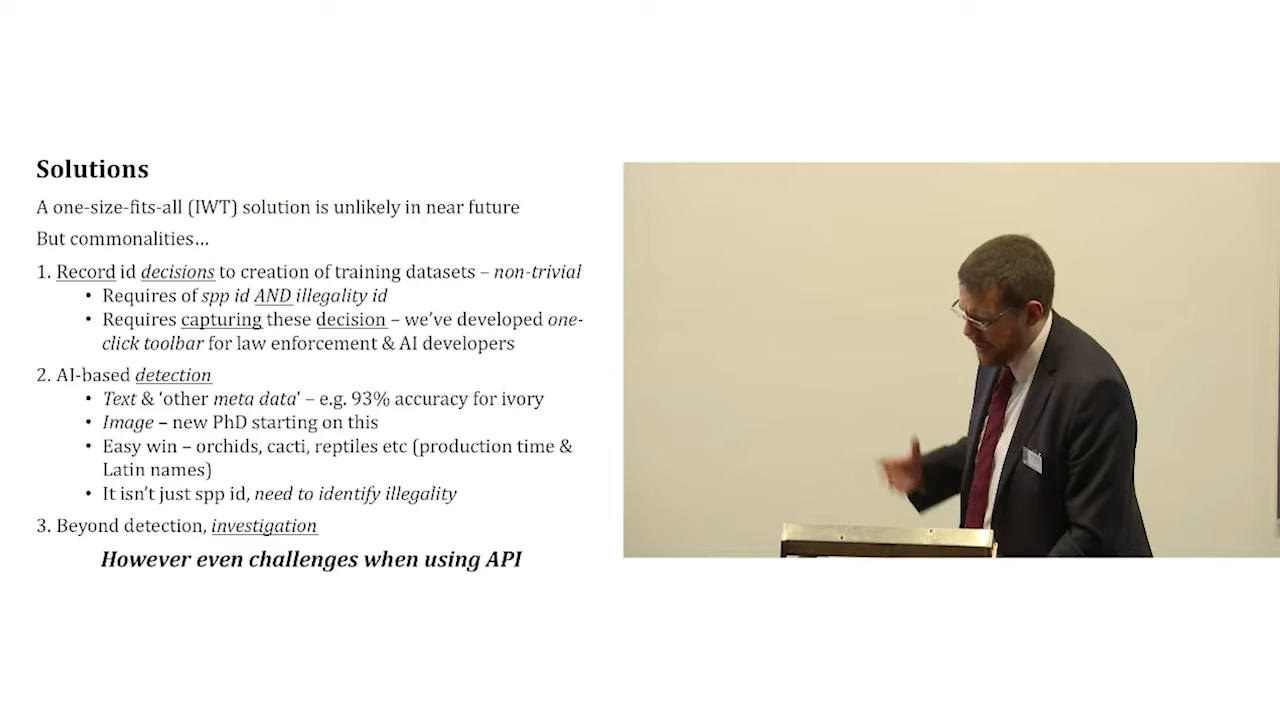 Solutions
A one-size-fits-all (IWT) solution is unlikely in near future
But commonalities…
1. Record id decisions to creation of training datasets – non-trivial
• Requires of spp id AND illegality id
• Requires capturing these decision – we've developed one-
click toolbar for law enforcement & AI developers
2. AI-based detection
• Text & 'other meta data' – e.g. 93% accuracy for ivory
• Image – new PhD starting on this
• Easy win – orchids, cacti, reptiles etc (production time &
Latin names)
• It isn't just spp id, need to identify illegality
3. Beyond detection, investigation
However even challenges when using API